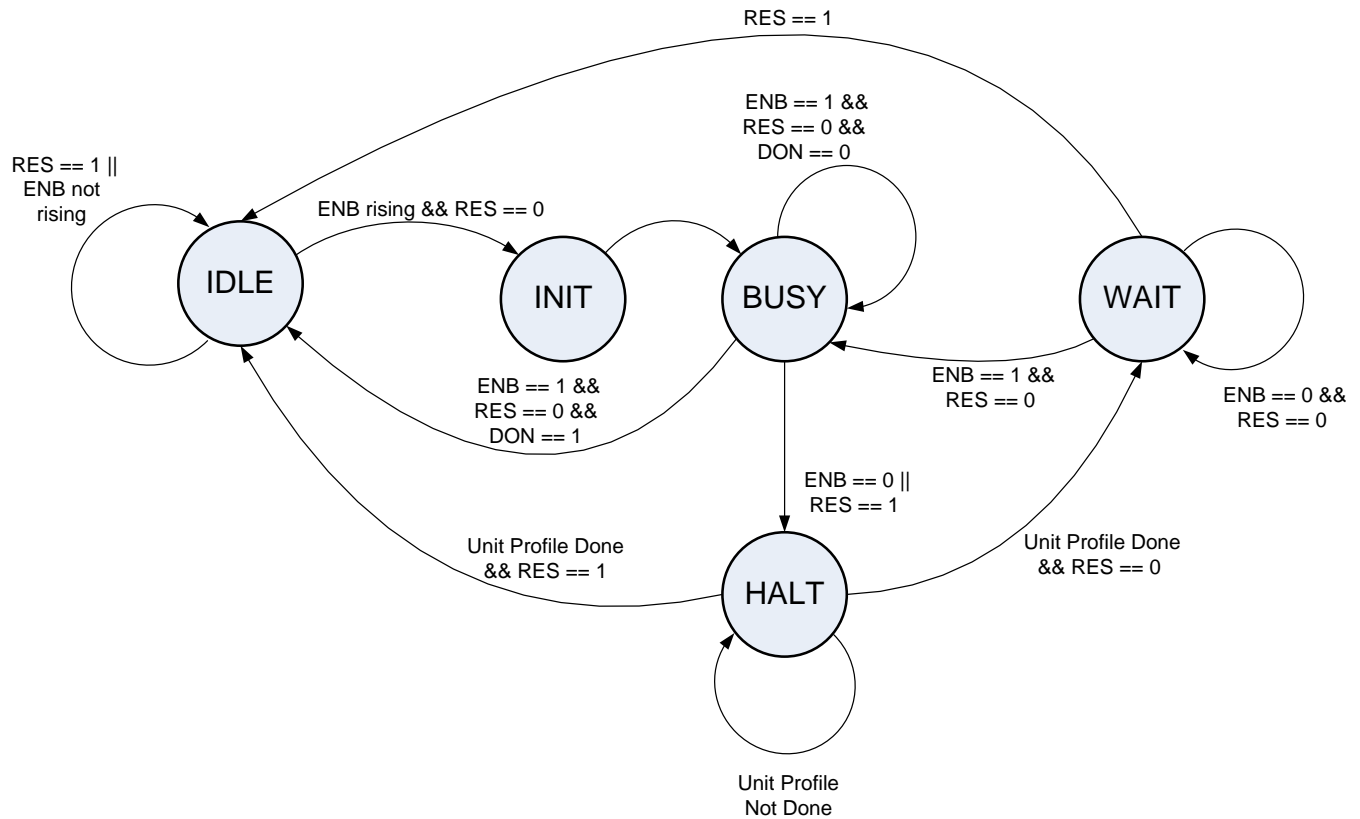 RES == 1
ENB == 1 &&
RES == 0 &&
DON == 0
RES == 1 ||
ENB not
rising
ENB rising && RES == 0
IDLE
INIT
BUSY
WAIT
ENB == 1 &&
RES == 0 &&
DON == 1
ENB == 1 &&
RES == 0
ENB == 0 &&
RES == 0
ENB == 0 ||
RES == 1
Unit Profile Done
&& RES == 1
Unit Profile Done
&& RES == 0
HALT
Unit Profile
Not Done